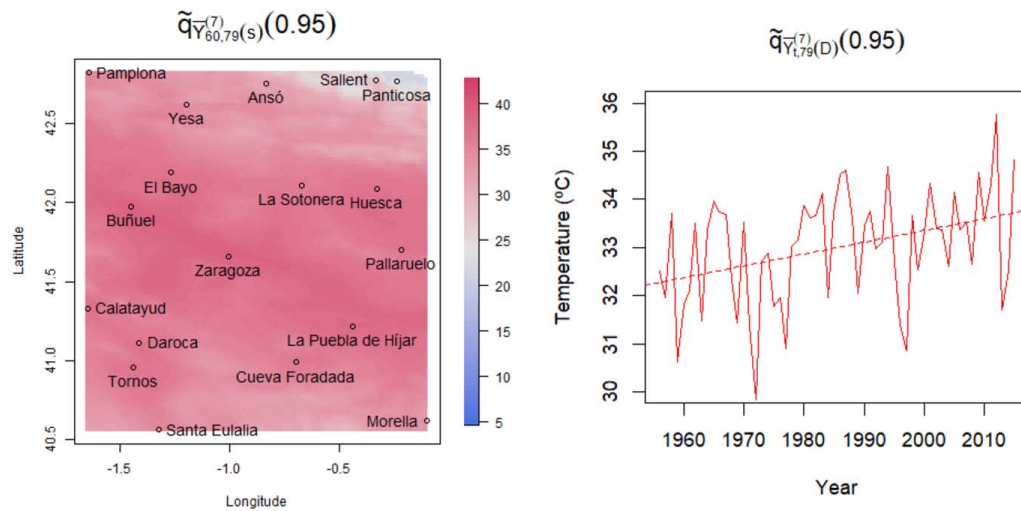 q̃Ȳ(7)60,79(s)(0.95)
Pamplona
Sallent
Ansó
Panticosa
Yesa
El Bayo
La Sotonera
Huesca
Buñuel
Pallaruelo
Zaragoza
Calatayud
La Puebla de Híjar
Daroca
Tornos
Cueva Foradada
Morella
Santa Eulalia
42.5
42.0
41.5
41.0
40.5
Latitude
-1.5 -1.0 -0.5
Longitude
40
35
30
25
20
15
10
5
q̃Ȳ(7)t,79(D)(0.95)
36
35
34
33
32
31
30
Temperature (ºC)
1960 1970 1980 1990 2000 2010
Year